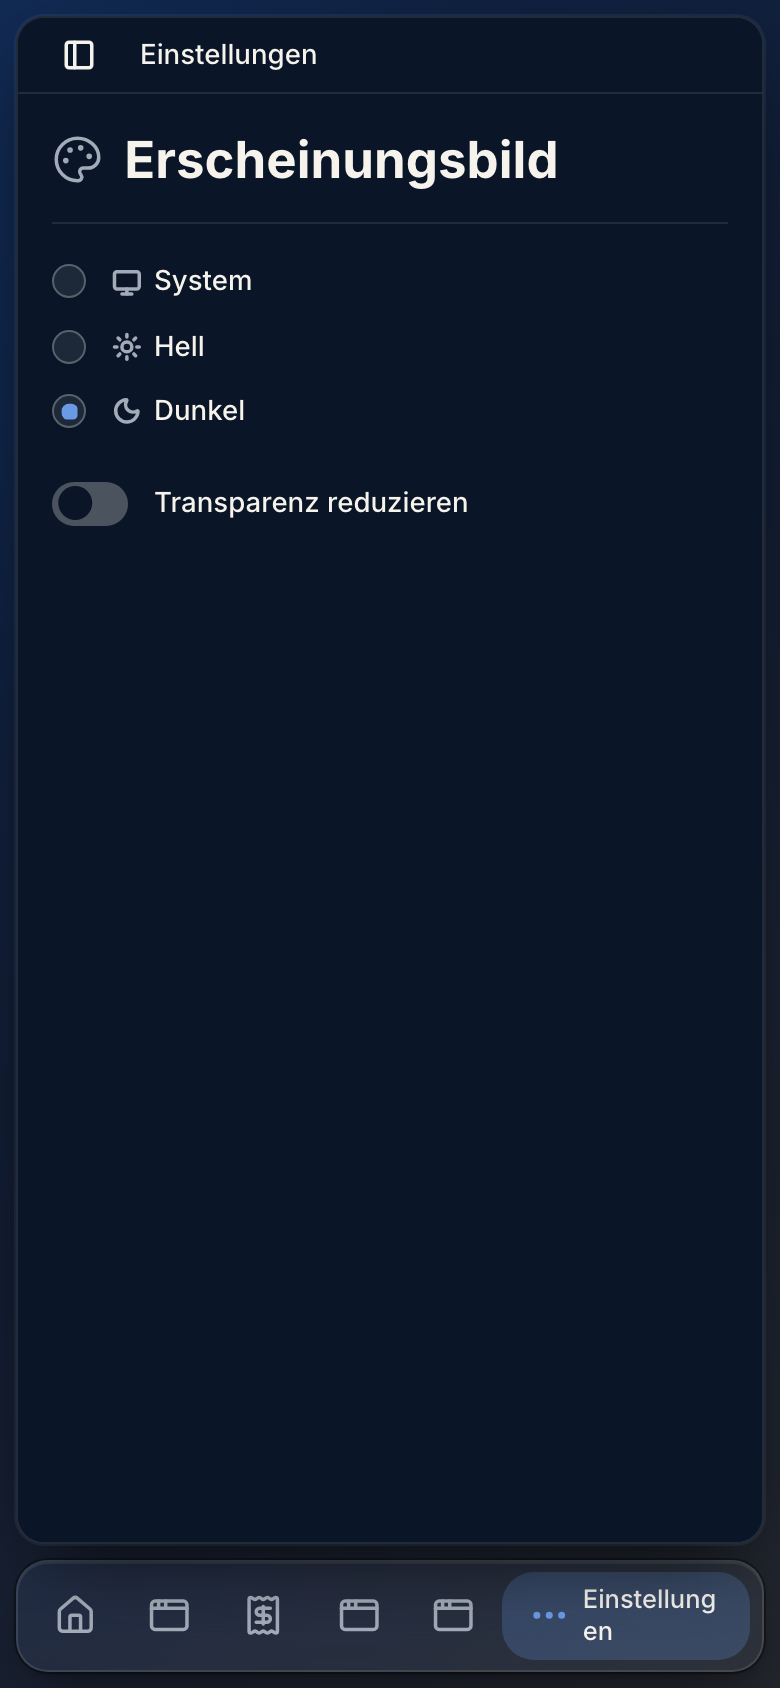 Einstellungen
Erscheinungsbild
System
Hell
Dunkel
Transparenz reduzieren
Einstellung
en